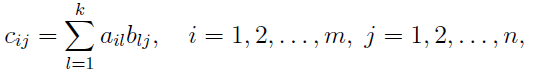 c_{ij} = \sum_{l=1}^{k} a_{il} b_{lj}, \quad i = 1, 2, \ldots, m, \; j = 1, 2, \ldots, n,